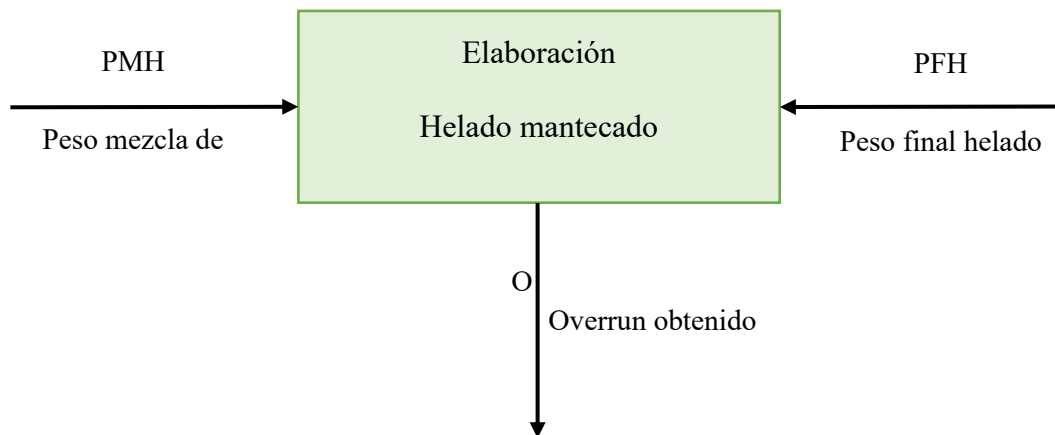 PMH
Peso mezcla de
Elaboración
Helado mantecado
PFH
Peso final helado
O
Overrun obtenido